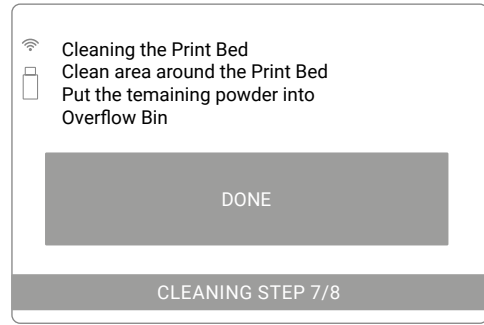 Cleaning the Print Bed
Clean area around the Print Bed
Put the temaining powder into
Overflow Bin
DONE
CLEANING STEP 7/8